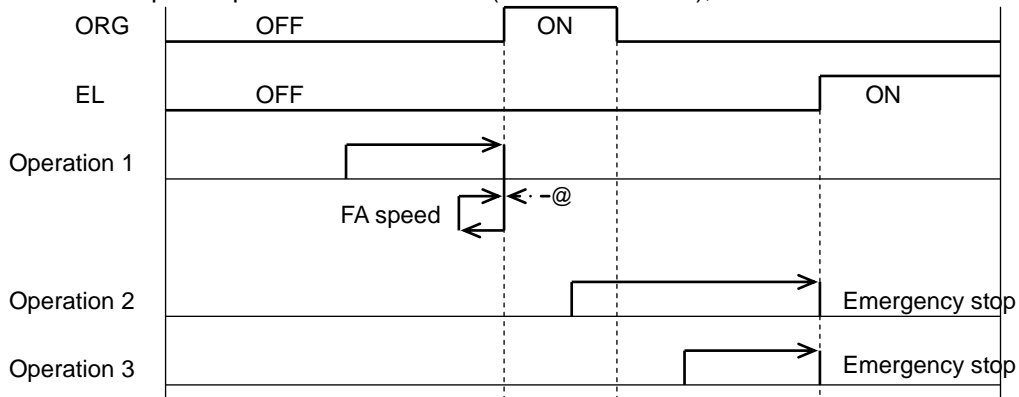 ORG OFF ON
EL OFF ON
Operation 1
@
FA speed
Operation 2 Emergency stop
Operation 3 Emergency stop